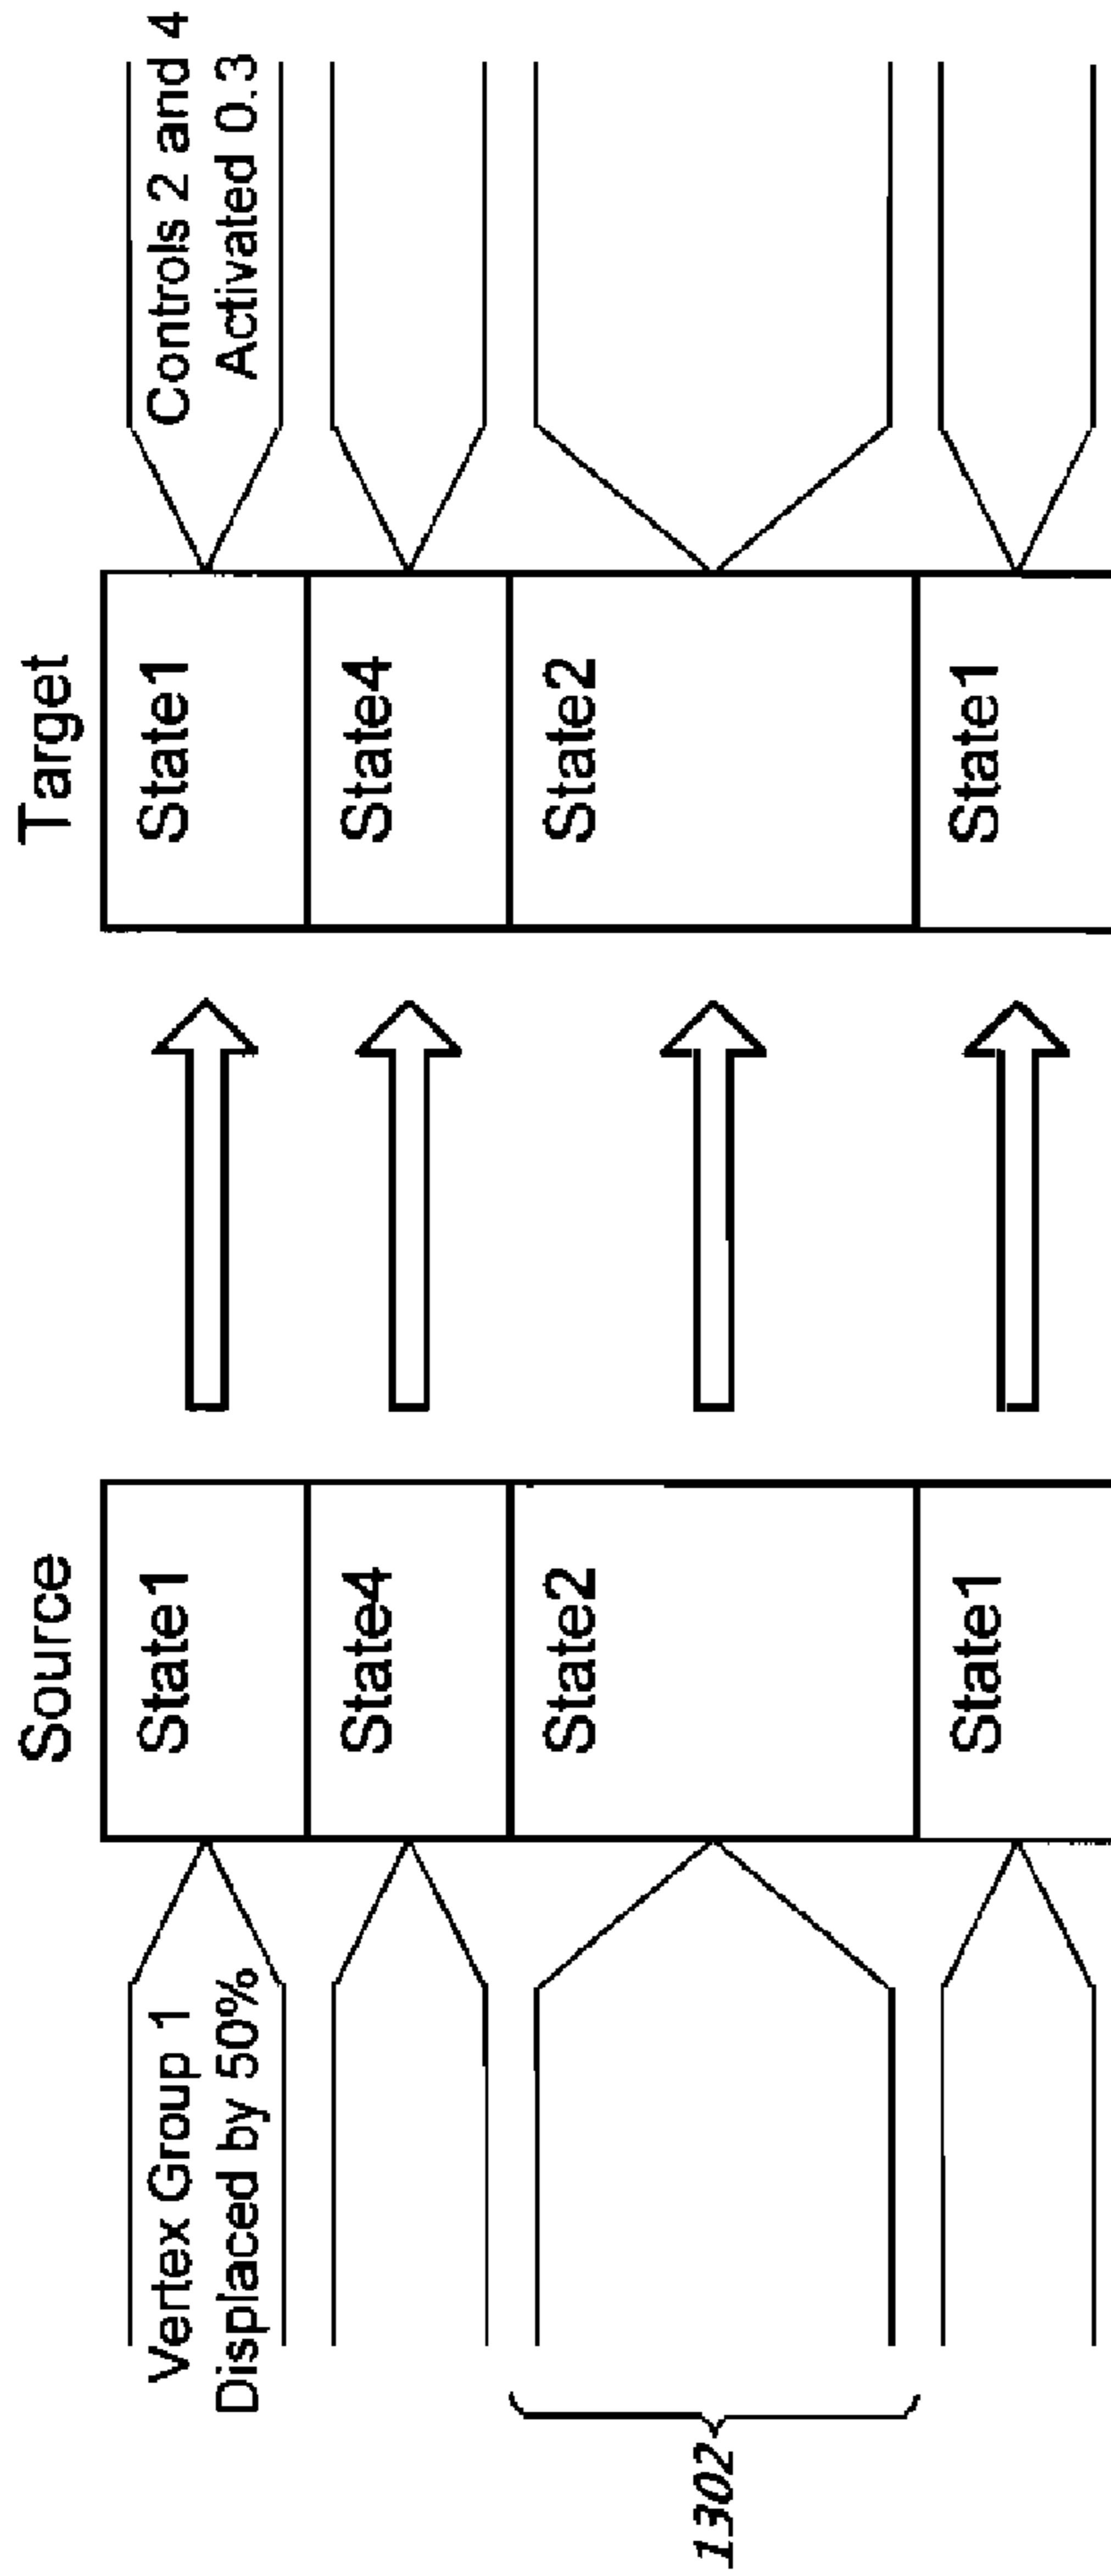 Source
Target
Vertex Group 1
Displaced by 50%
State1
State1
Controls 2 and 4
Activated 0.3
State4
State4
1302
State2
State2
State1
State1